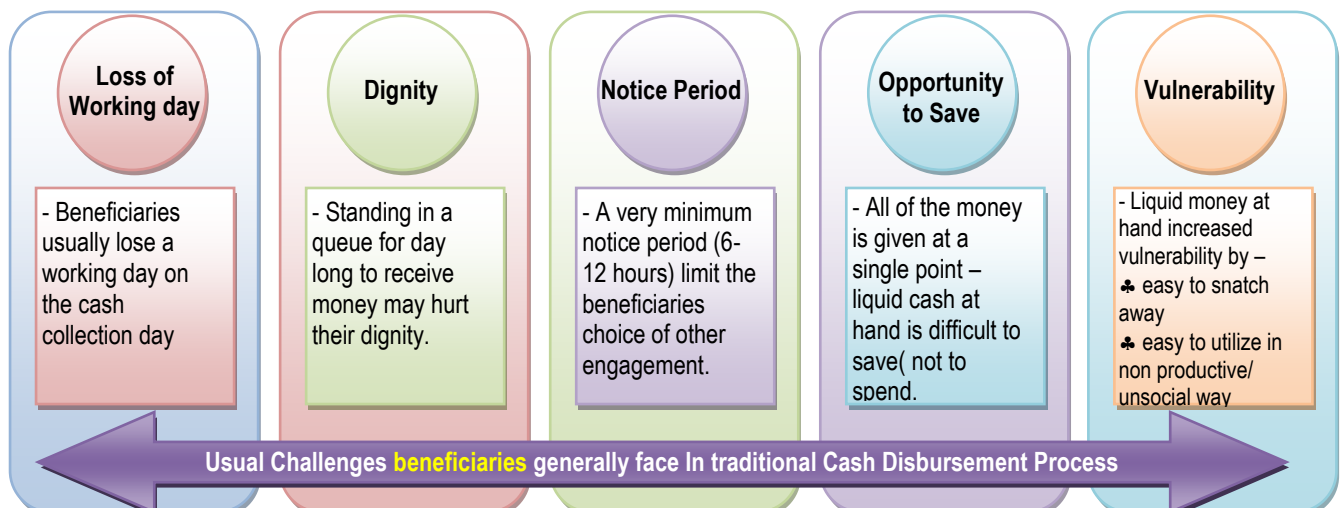 Loss of
Working day
- Beneficiaries
usually lose a
working day on
the cash
collection day
Dignity
- Standing in a
queue for day
long to receive
money may hurt
their dignity.
Notice Period
- A very minimum
notice period (6-
12 hours) limit the
beneficiaries
choice of other
engagement.
Opportunity
to Save
- All of the money
is given at a
single point –
liquid cash at
hand is difficult to
save( not to
spend.
Vulnerability
- Liquid money at
hand increased
vulnerability by –
♣ easy to snatch
away
♣ easy to utilize in
non productive/
unsocial way
Usual Challenges beneficiaries generally face In traditional Cash Disbursement Process